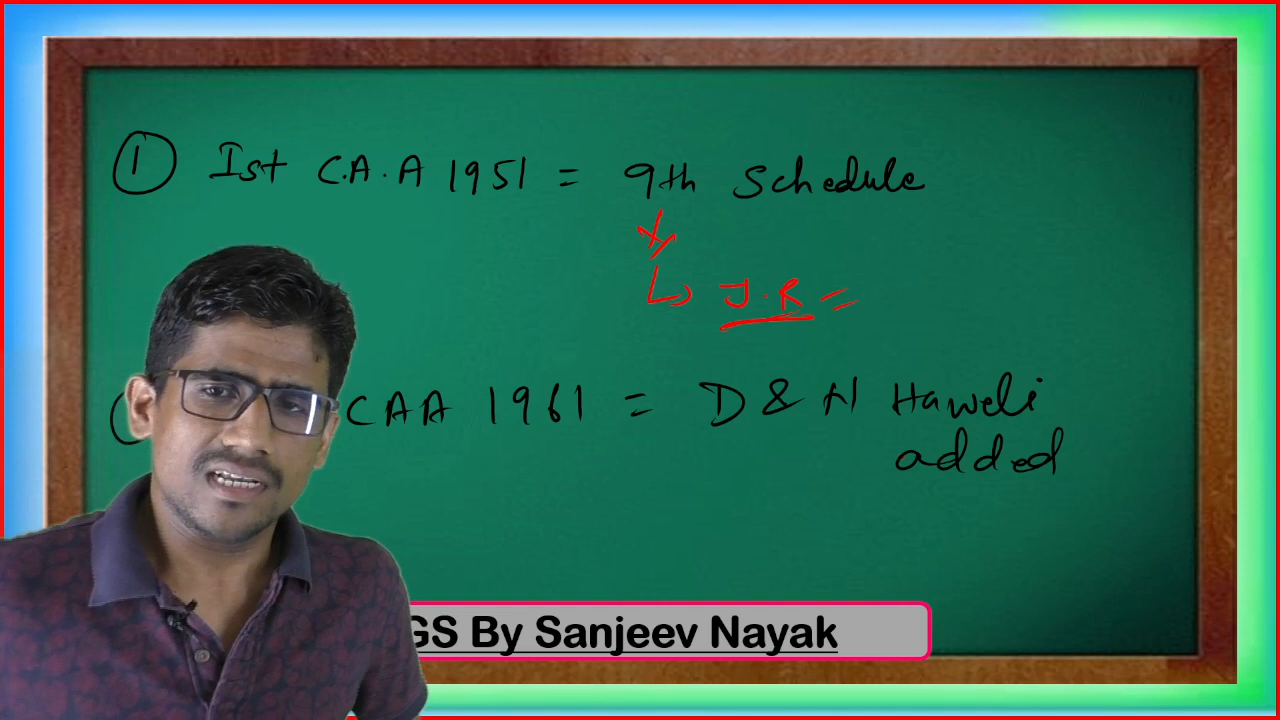 1 Ist C.A.A 1951 = 9th Schedule
↳ J.R =
CAA 1961 = D & N Haweli
added
GS By Sanjeev Nayak